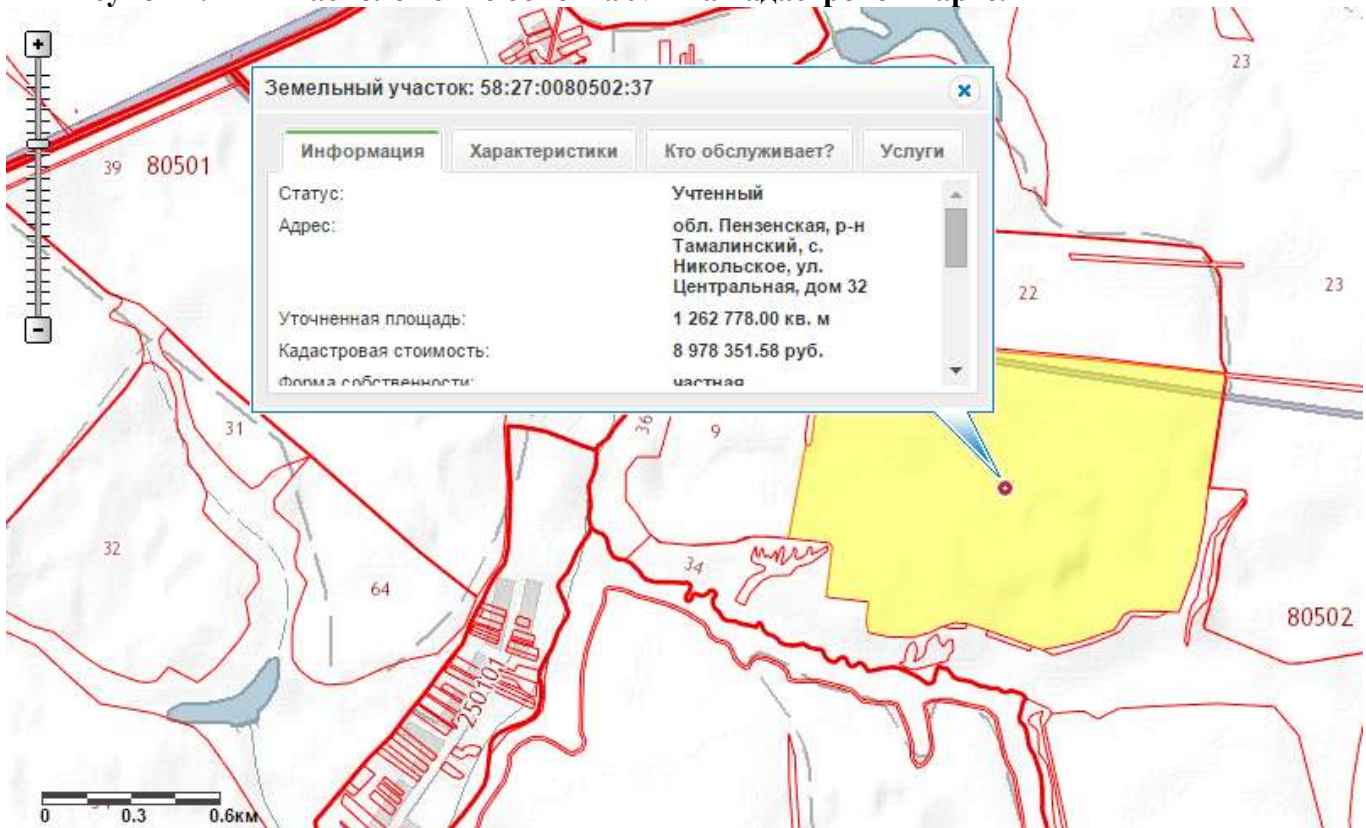 Земельный участок: 58:27:0080502:37
Информация Характеристики Кто обслуживает? Услуги
Статус: Учтенный
Адрес: обл. Пензенская, р-н
Тамалинский, с.
Никольское, ул.
Центральная, дом 32
Уточненная площадь: 1 262 778.00 кв. м
Кадастровая стоимость: 8 978 351.58 руб.
Форма собственности: частная
23
39 80501
22
23
31
36
9
32
34
64
80502
250101
0 0.3 0.6км